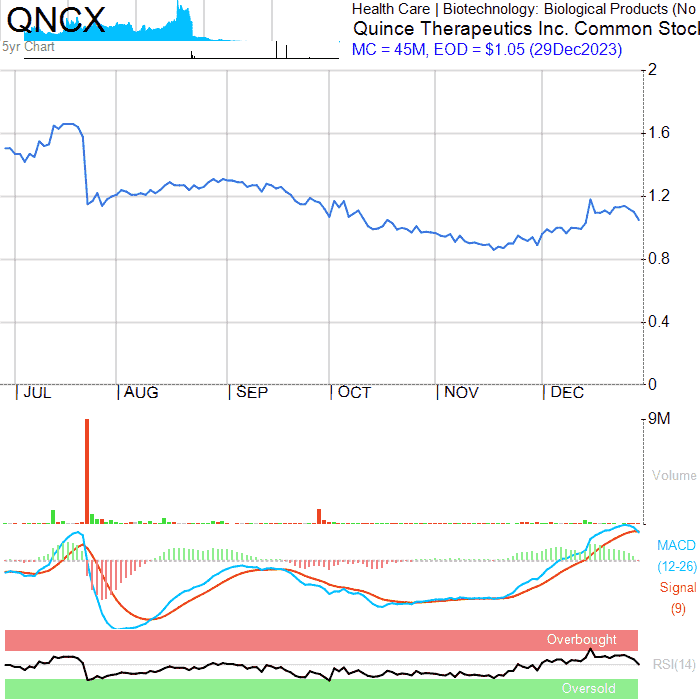 QNCX
Health Care | Biotechnology: Biological Products (No
Quince Therapeutics Inc. Common Stoc
5yr Chart
MC = 45M, EOD = $1.05 (29Dec2023)
2
1.6
1.2
0.8
0.4
0
JUL AUG SEP OCT NOV DEC
9M
Volume
MACD
(12-26)
Signal
(9)
Overbought
RSI(14)
Oversold